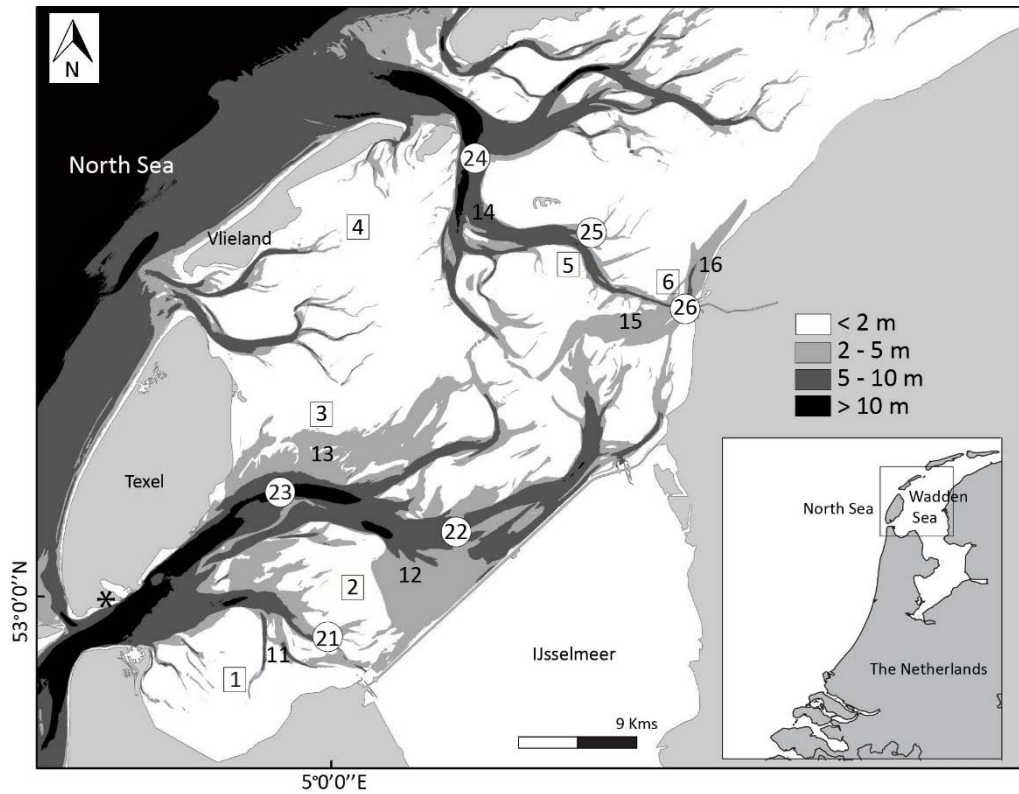 N
North Sea
24
14
4
Vlieland
25
5
16
6
26
15
< 2 m
2 - 5 m
5 - 10 m
> 10 m
3
13
Texel
23
22
12
2
*
53°0'0''N
21
11
1
IJsselmeer
9 Kms
5°0'0''E
North Sea
Wadden
Sea
The Netherlands